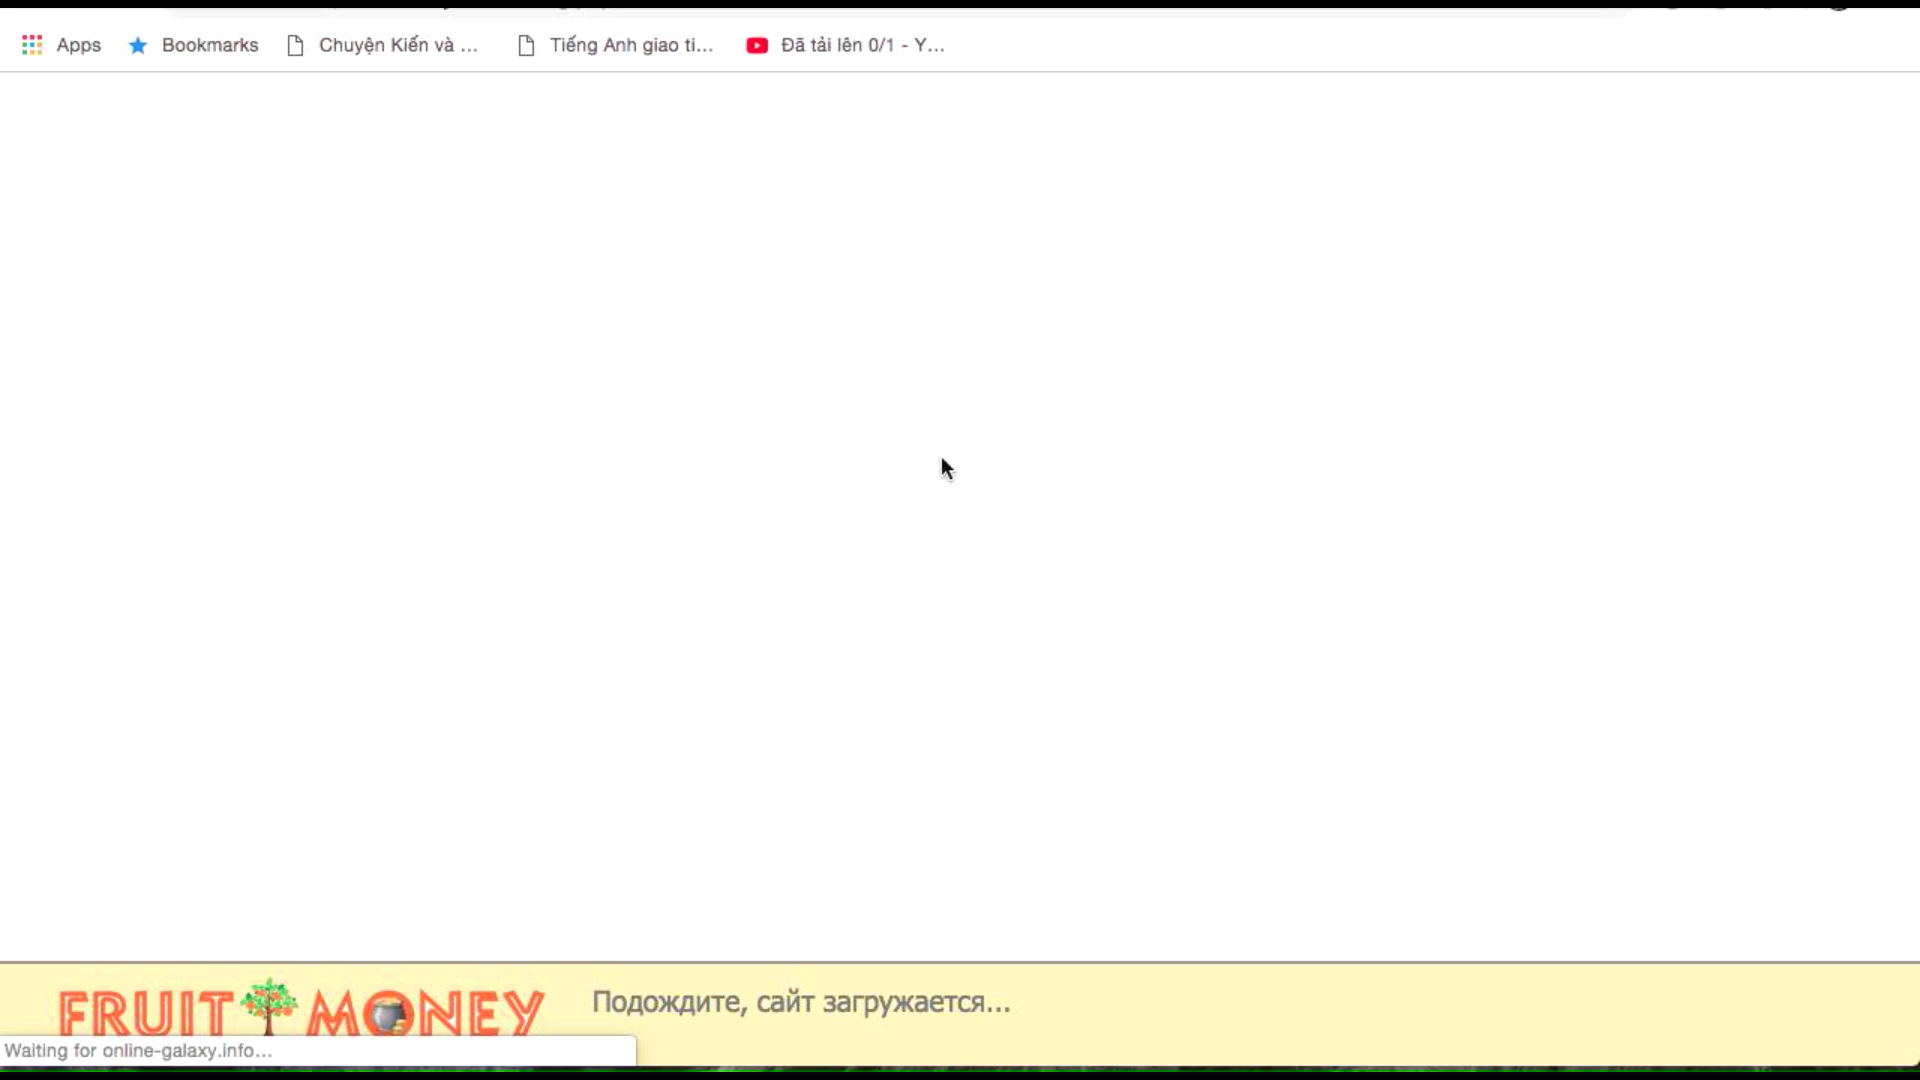 Apps Bookmarks Chuyện Kiến và ... Tiếng Anh giao ti... Đã tải lên 0/1 - Y...
FRUIT MONEY Подождите, сайт загружается...
Waiting for online-galaxy.info...